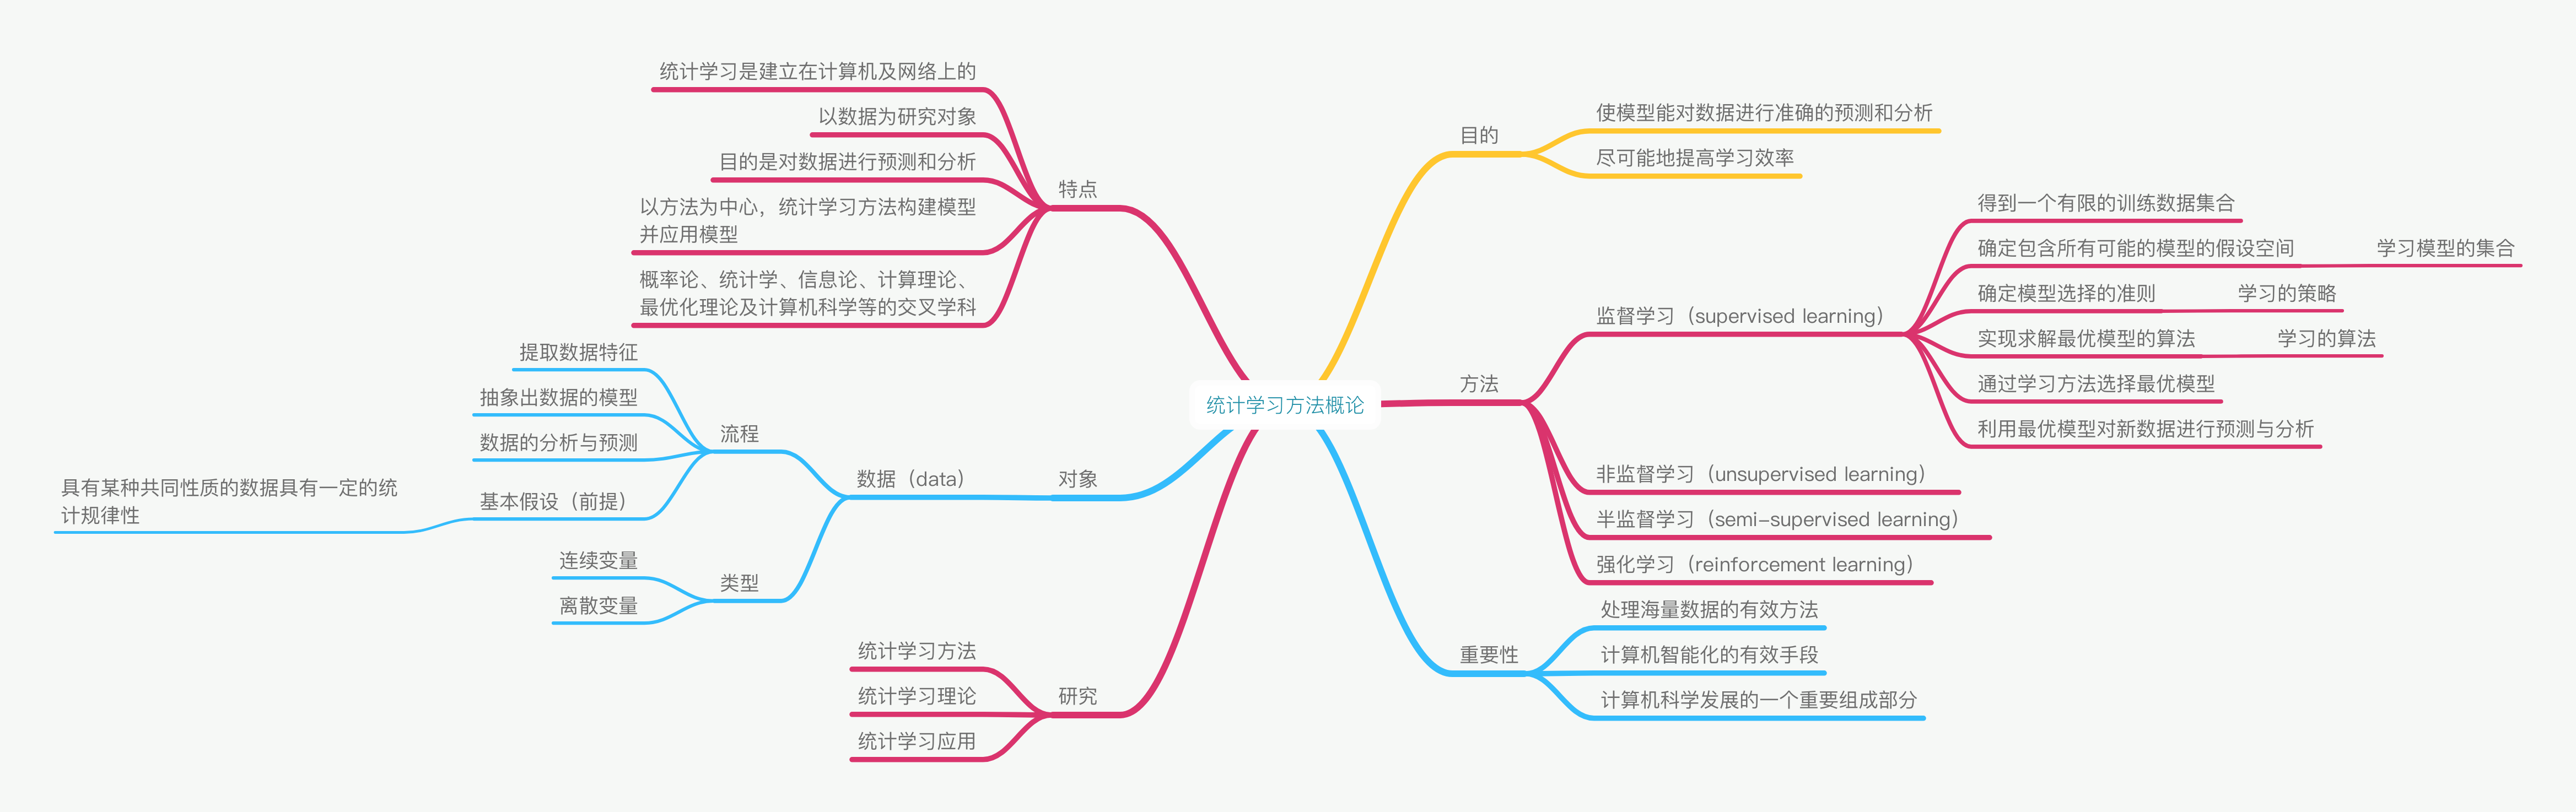 统计学习方法概论
特点
统计学习是建立在计算机及网络上的
以数据为研究对象
目的是对数据进行预测和分析
以方法为中心，统计学习方法构建模型
并应用模型
概率论、统计学、信息论、计算理论、
最优化理论及计算机科学等的交叉学科
对象
数据（data）
流程
提取数据特征
抽象出数据的模型
数据的分析与预测
基本假设（前提）
具有某种共同性质的数据具有一定的统
计规律性
类型
连续变量
离散变量
研究
统计学习方法
统计学习理论
统计学习应用
目的
使模型能对数据进行准确的预测和分析
尽可能地提高学习效率
方法
监督学习（supervised learning）
得到一个有限的训练数据集合
确定包含所有可能的模型的假设空间
学习模型的集合
确定模型选择的准则
学习的策略
实现求解最优模型的算法
学习的算法
通过学习方法选择最优模型
利用最优模型对新数据进行预测与分析
非监督学习（unsupervised learning）
半监督学习（semi-supervised learning）
强化学习（reinforcement learning）
重要性
处理海量数据的有效方法
计算机智能化的有效手段
计算机科学发展的一个重要组成部分